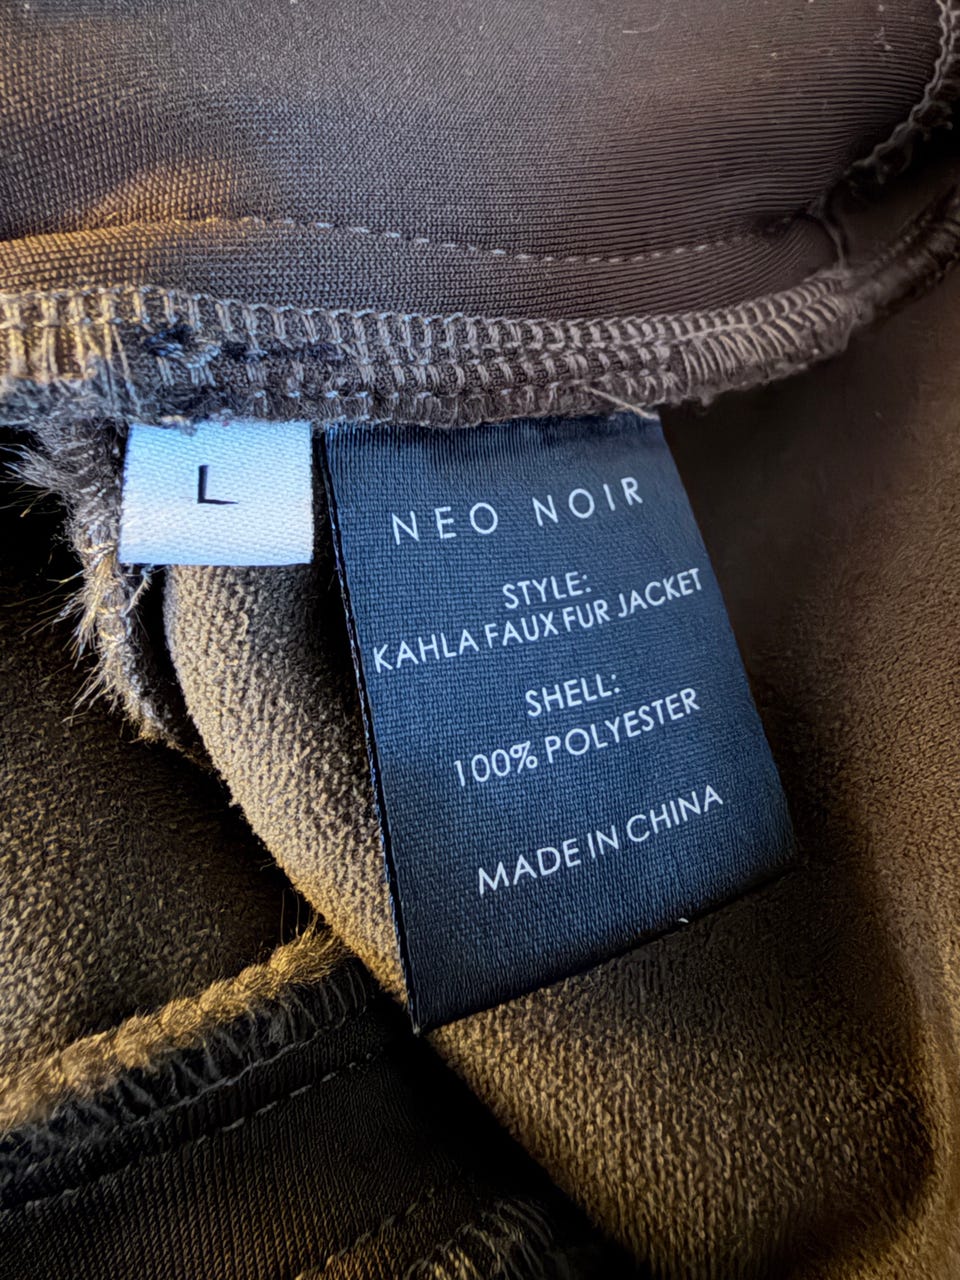 L
NEO NOIR
STYLE:
KAHLA FAUX FUR JACKET
SHELL:
100% POLYESTER
MADE IN CHINA